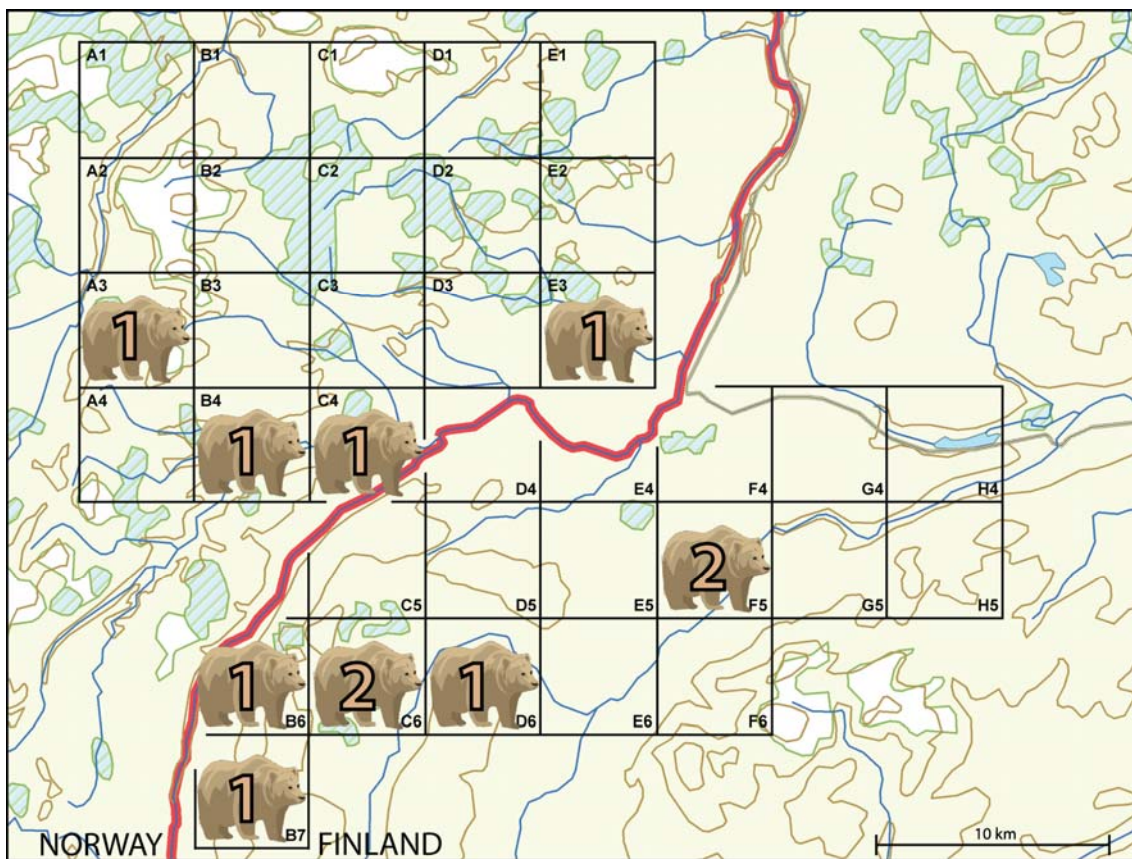 A1 B1 C1 D1 E1
A2 B2 C2 D2 E2
A3 B3 C3 D3 E3
1 1
A4 B4 C4
1 1
D4 E4 F4 G4 H4
2
C5 D5 E5 F5 G5 H5
1 2 1
B6 C6 D6 E6 F6
1
B7
NORWAY FINLAND 10 km